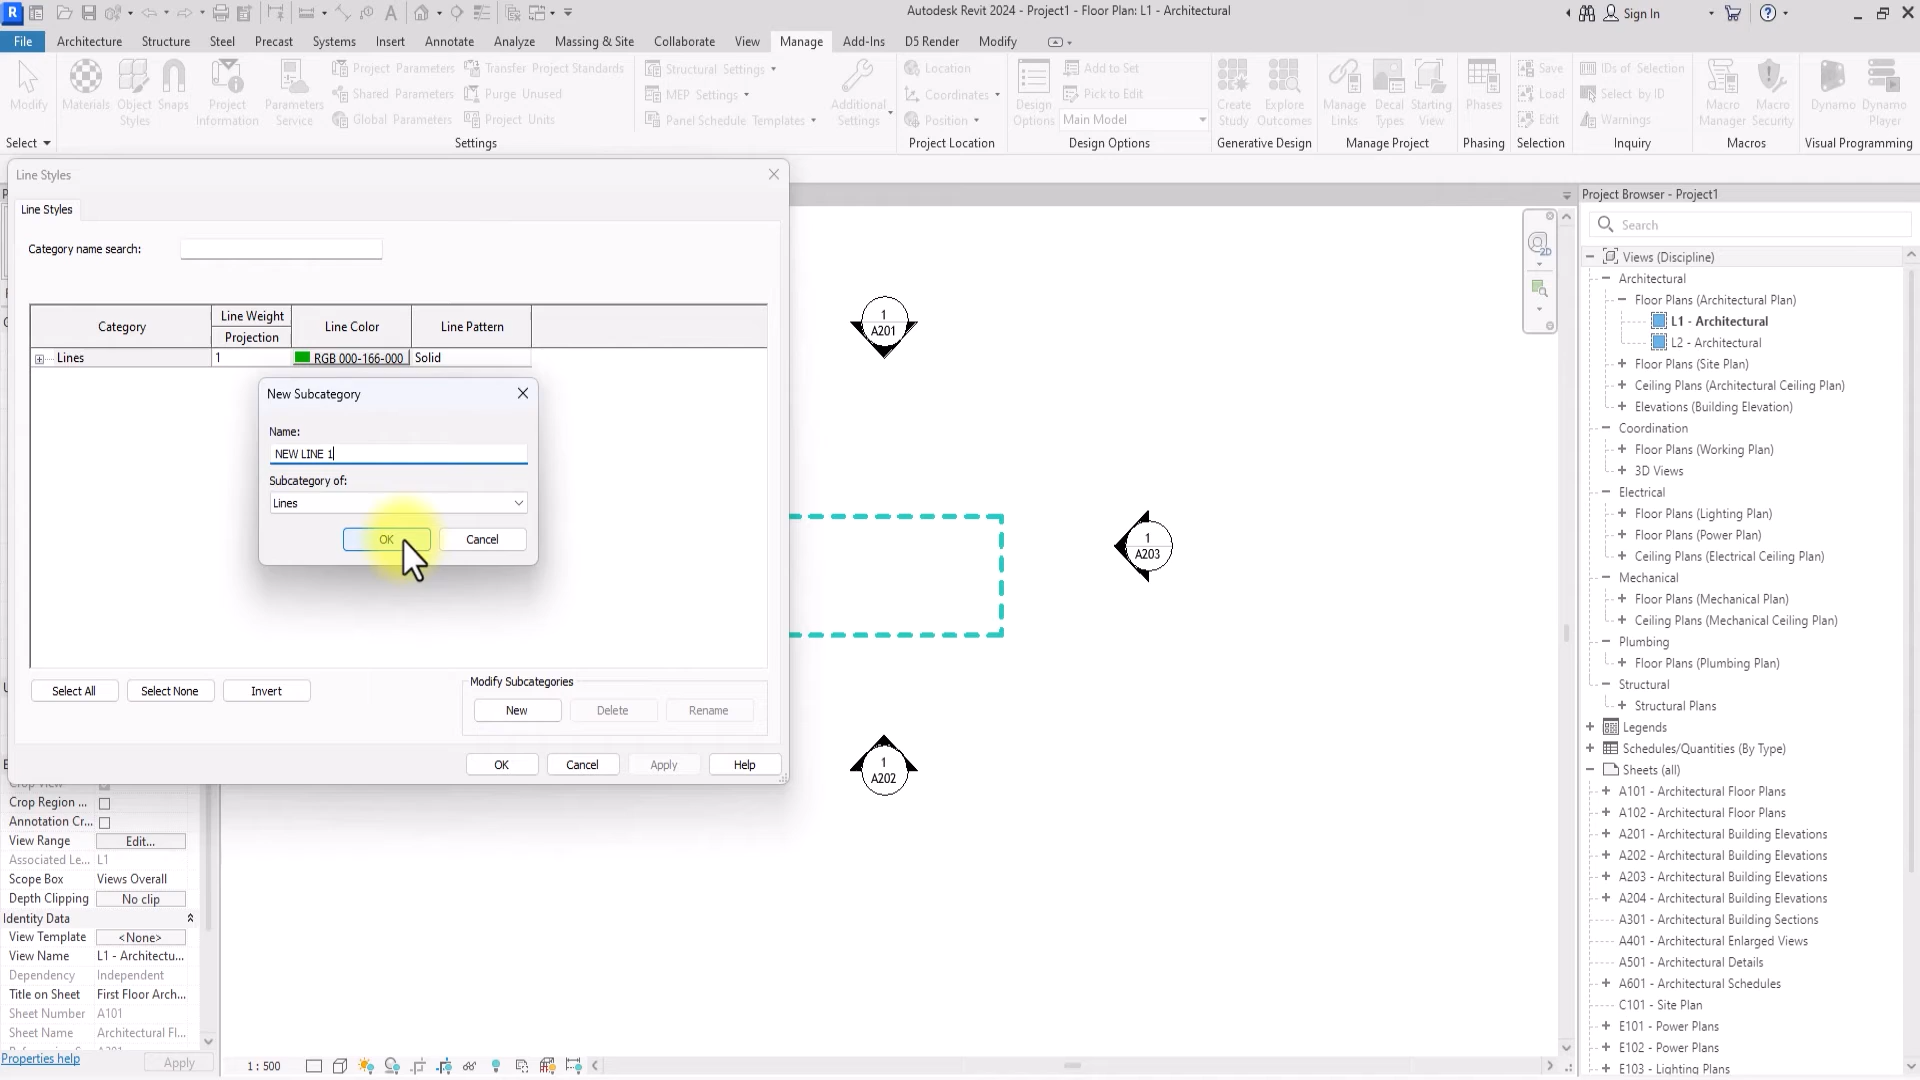 Autodesk Revit 2024 - Project1 - Floor Plan: L1 - Architectural
Sign In
File Architecture Structure Steel Precast Systems Insert Annotate Analyze Massing & Site Collaborate View Manage Add-Ins D5 Render Modify
Modify
Materials
Object Styles
Snaps
Project Information
Parameters Service
Project Parameters
Shared Parameters
Global Parameters
Transfer Project Standards
Purge Unused
Project Units
Structural Settings
MEP Settings
Panel Schedule Templates
Additional Settings
Location
Coordinates
Position
Design Options
Add to Set
Pick to Edit
Main Model
Create Study
Explore Outcomes
Manage Links
Decal Types
Starting View
Phases
Save
Load
Edit
IDs of Selection
Select by ID
Warnings
Macro Manager
Macro Security
Dynamo
Dynamo Player
Select Settings Project Location Design Options Generative Design Manage Project Phasing Selection Inquiry Macros Visual Programming
Line Styles
Line Styles
Category name search:
Category
Line Weight
Projection
Line Color
Line Pattern
Lines 1 RGB 000-166-000 Solid
New Subcategory
Name:
NEW LINE 1
Subcategory of:
Lines
OK Cancel
Select All Select None Invert
Modify Subcategories
New Delete Rename
OK Cancel Apply Help
Crop View
Crop Region ...
Annotation Cr...
View Range Edit...
Associated Le... L1
Scope Box Views Overall
Depth Clipping No clip
Identity Data
View Template <None>
View Name L1 - Architectu...
Dependency Independent
Title on Sheet First Floor Arch...
Sheet Number A101
Sheet Name Architectural Fl...
Properties help Apply
1
A201
1
A203
1
A202
2D
1 : 500
Project Browser - Project1
Search
Views (Discipline)
Architectural
Floor Plans (Architectural Plan)
L1 - Architectural
L2 - Architectural
Floor Plans (Site Plan)
Ceiling Plans (Architectural Ceiling Plan)
Elevations (Building Elevation)
Coordination
Floor Plans (Working Plan)
3D Views
Electrical
Floor Plans (Lighting Plan)
Floor Plans (Power Plan)
Ceiling Plans (Electrical Ceiling Plan)
Mechanical
Floor Plans (Mechanical Plan)
Ceiling Plans (Mechanical Ceiling Plan)
Plumbing
Floor Plans (Plumbing Plan)
Structural
Structural Plans
Legends
Schedules/Quantities (By Type)
Sheets (all)
A101 - Architectural Floor Plans
A102 - Architectural Floor Plans
A201 - Architectural Building Elevations
A202 - Architectural Building Elevations
A203 - Architectural Building Elevations
A204 - Architectural Building Elevations
A301 - Architectural Building Sections
A401 - Architectural Enlarged Views
A501 - Architectural Details
A601 - Architectural Schedules
C101 - Site Plan
E101 - Power Plans
E102 - Power Plans
E103 - Lighting Plans